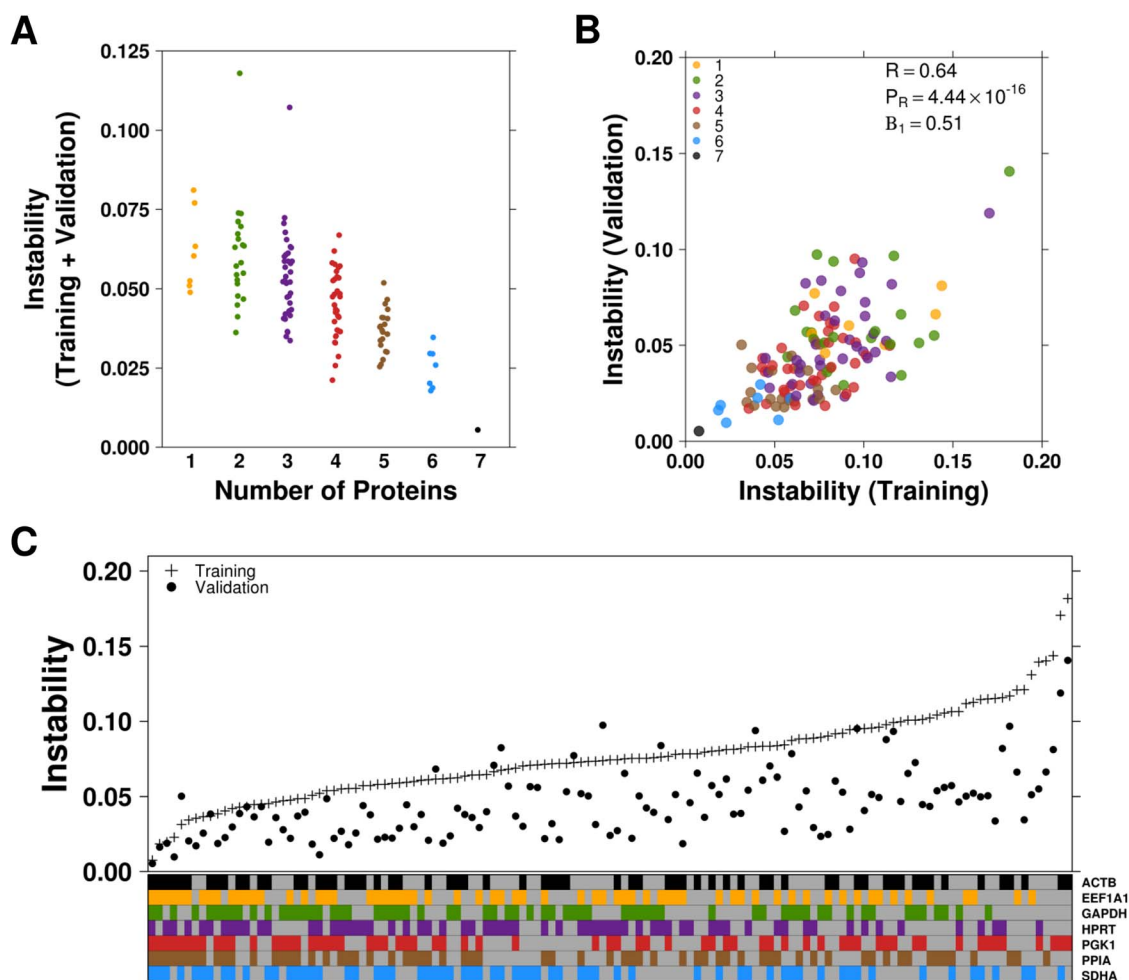 A
0.125
0.100
0.075
0.050
0.025
0.000
Instability
(Training + Validation)
1 2 3 4 5 6 7
Number of Proteins
B
0.20
0.15
0.10
0.05
0.00
Instability (Validation)
1
2
3
4
5
6
7
R = 0.64
P_R = 4.44 × 10^-16
B_1 = 0.51
0.00 0.05 0.10 0.15 0.20
Instability (Training)
C
0.20
0.15
0.10
0.05
0.00
Instability
Training
Validation
ACTB
EEF1A1
GAPDH
HPRT
PGK1
PPIA
SDHA